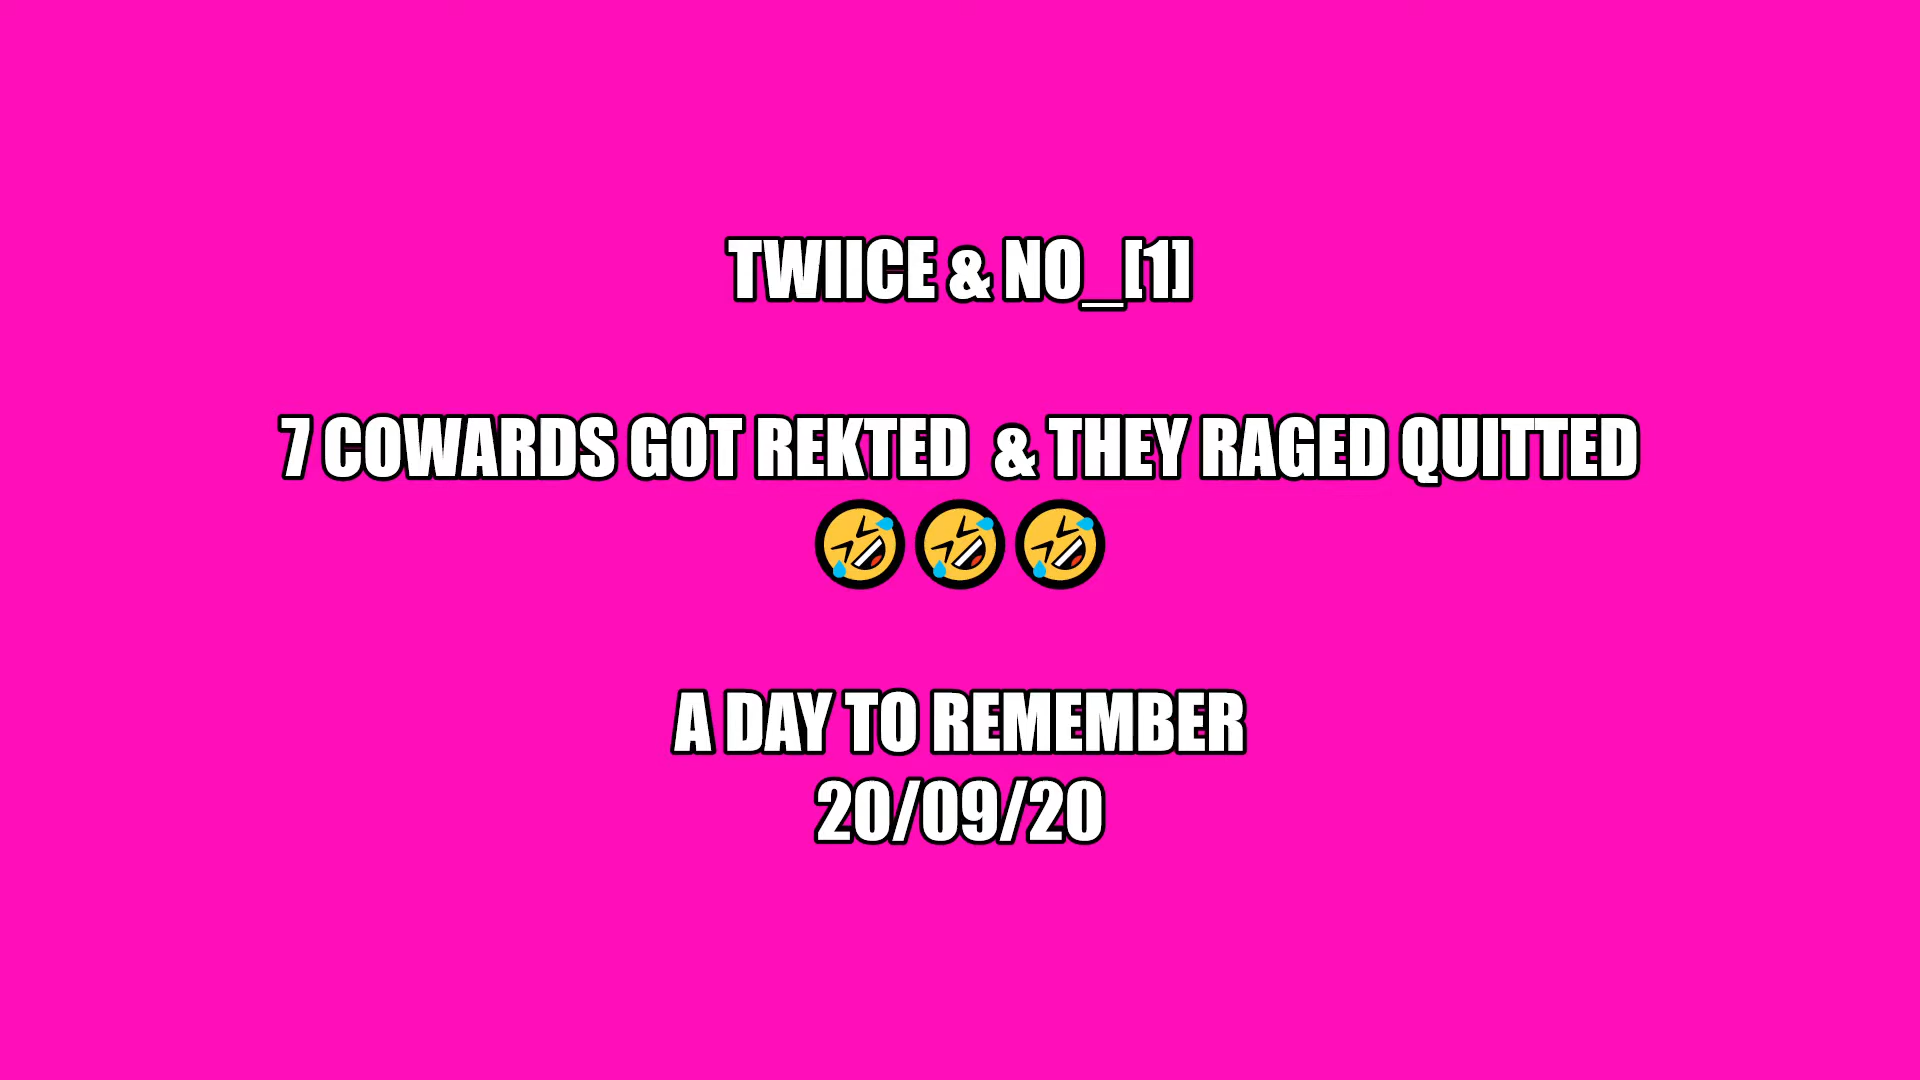 TWIICE & NO_[1]
7 COWARDS GOT REKTED  & THEY RAGED QUITTED
🤣🤣🤣
A DAY TO REMEMBER
20/09/20